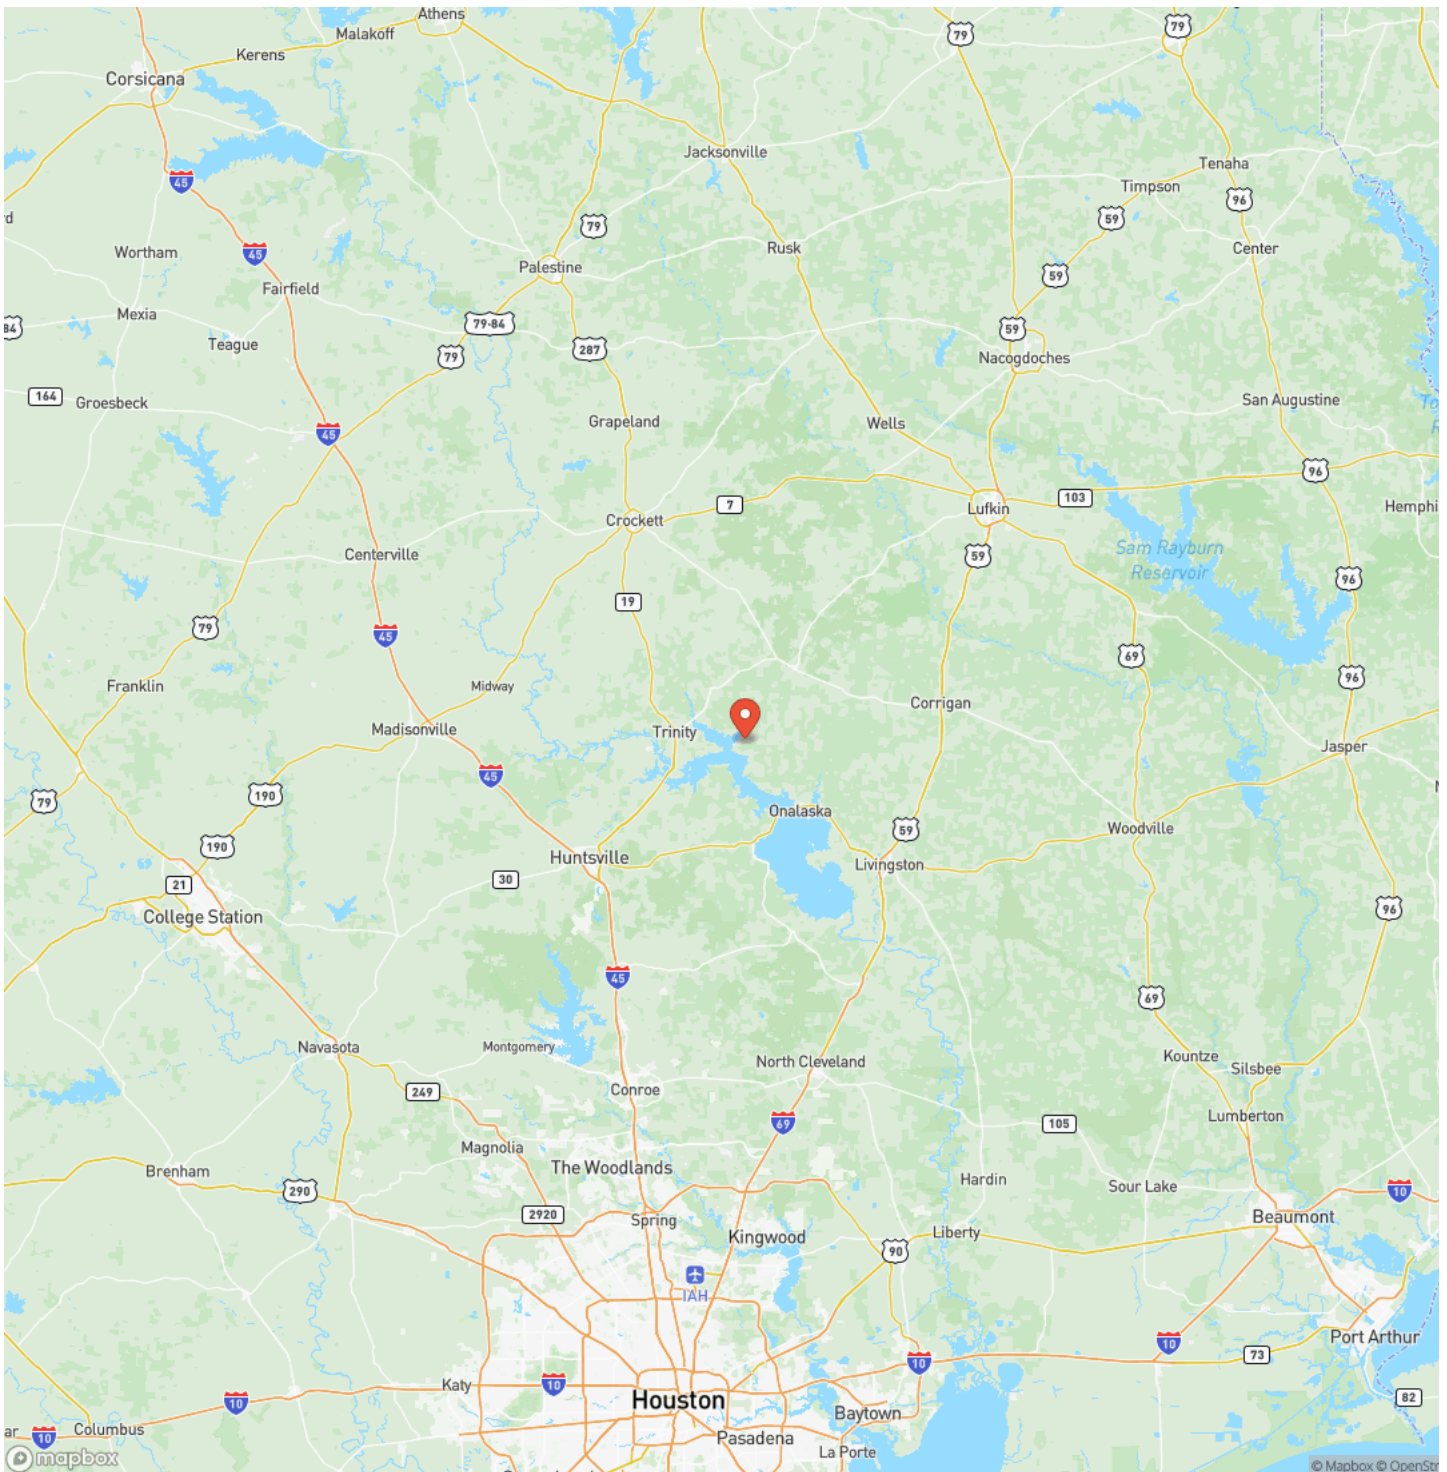 Athens
79
79
Malakoff
Kerens
Corsicana
Jacksonville
Tenaha
45
Timpson
96
59
79
Wortham
45
Rusk
Center
Palestine
59
Fairfield
Mexia
84
79-84
59
Teague
79
287
Nacogdoches
164
Groesbeck
San Augustine
Grapeland
Wells
45
96
7
103
Hemphi
Lufkin
Crockett
Centerville
59
Sam Rayburn
Reservoir
96
19
79
45
69
96
Franklin
Midway
Corrigan
Madisonville
Trinity
Jasper
45
190
79
Onalaska
59
Woodville
190
Huntsville
Livingston
30
21
College Station
96
45
69
Navasota
Montgomery
North Cleveland
Kountze
Silsbee
249
Conroe
Lumberton
69
105
Magnolia
Brenham
The Woodlands
Hardin
Sour Lake
290
10
2920
Spring
Beaumont
Kingwood
Liberty
90
IAH
Port Arthur
10
73
10
Katy
10
82
10
Houston
Baytown
Columbus
ar
10
Pasadena
La Porte
mapbox
© Mapbox © OpenStr